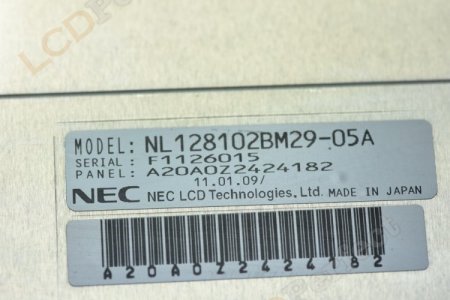 MODEL: NL128102BM29-05A
SERIAL: F1126015
PANEL: A20A0Z2424182
11.01.09/
NEC NEC LCD Technologies, Ltd. MADE IN JAPAN
A20A0Z2424182